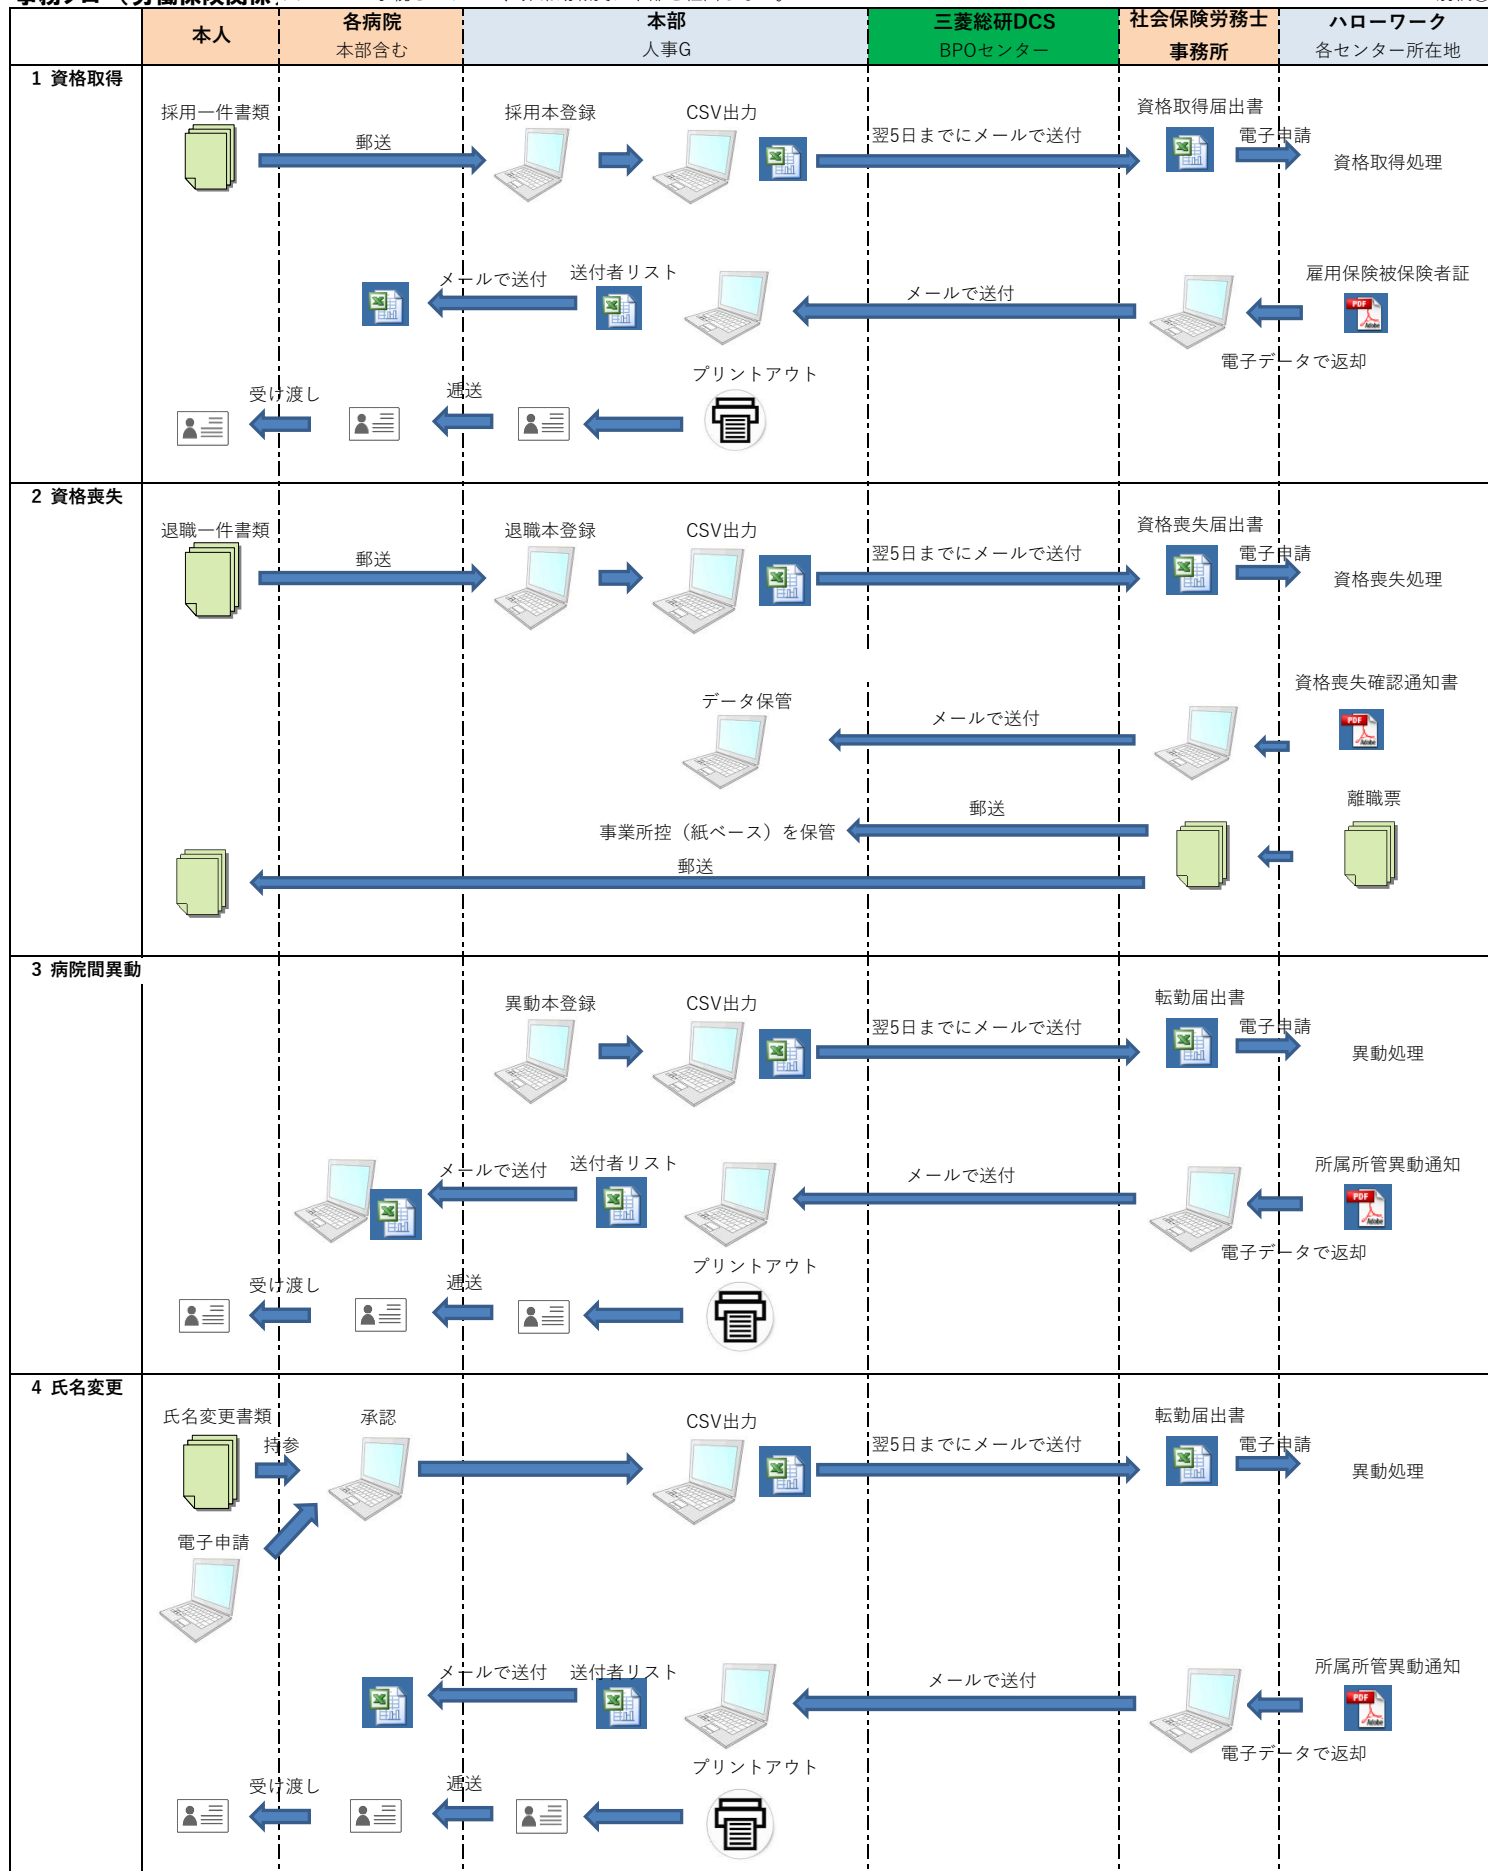 事務フロー（労働保険関係）
本人
各病院
本部含む
本部
人事G
三菱総研DCS
BPOセンター
社会保険労務士
事務所
ハローワーク
各センター所在地
1 資格取得
採用一件書類
郵送
採用本登録
CSV出力
翌5日までにメールで送付
資格取得届出書
電子申請
資格取得処理
メールで送付
送付者リスト
メールで送付
雇用保険被保険者証
PDF
Adobe
電子データで返却
受け渡し
逓送
プリントアウト
2 資格喪失
退職一件書類
郵送
退職本登録
CSV出力
翌5日までにメールで送付
資格喪失届出書
電子申請
資格喪失処理
データ保管
メールで送付
資格喪失確認通知書
PDF
Adobe
事業所控（紙ベース）を保管
郵送
離職票
郵送
3 病院間異動
異動本登録
CSV出力
翌5日までにメールで送付
転勤届出書
電子申請
異動処理
メールで送付
送付者リスト
メールで送付
所属所管異動通知
PDF
Adobe
電子データで返却
受け渡し
逓送
プリントアウト
4 氏名変更
氏名変更書類
持参
承認
CSV出力
翌5日までにメールで送付
転勤届出書
電子申請
異動処理
電子申請
メールで送付
送付者リスト
メールで送付
所属所管異動通知
PDF
Adobe
電子データで返却
受け渡し
逓送
プリントアウト